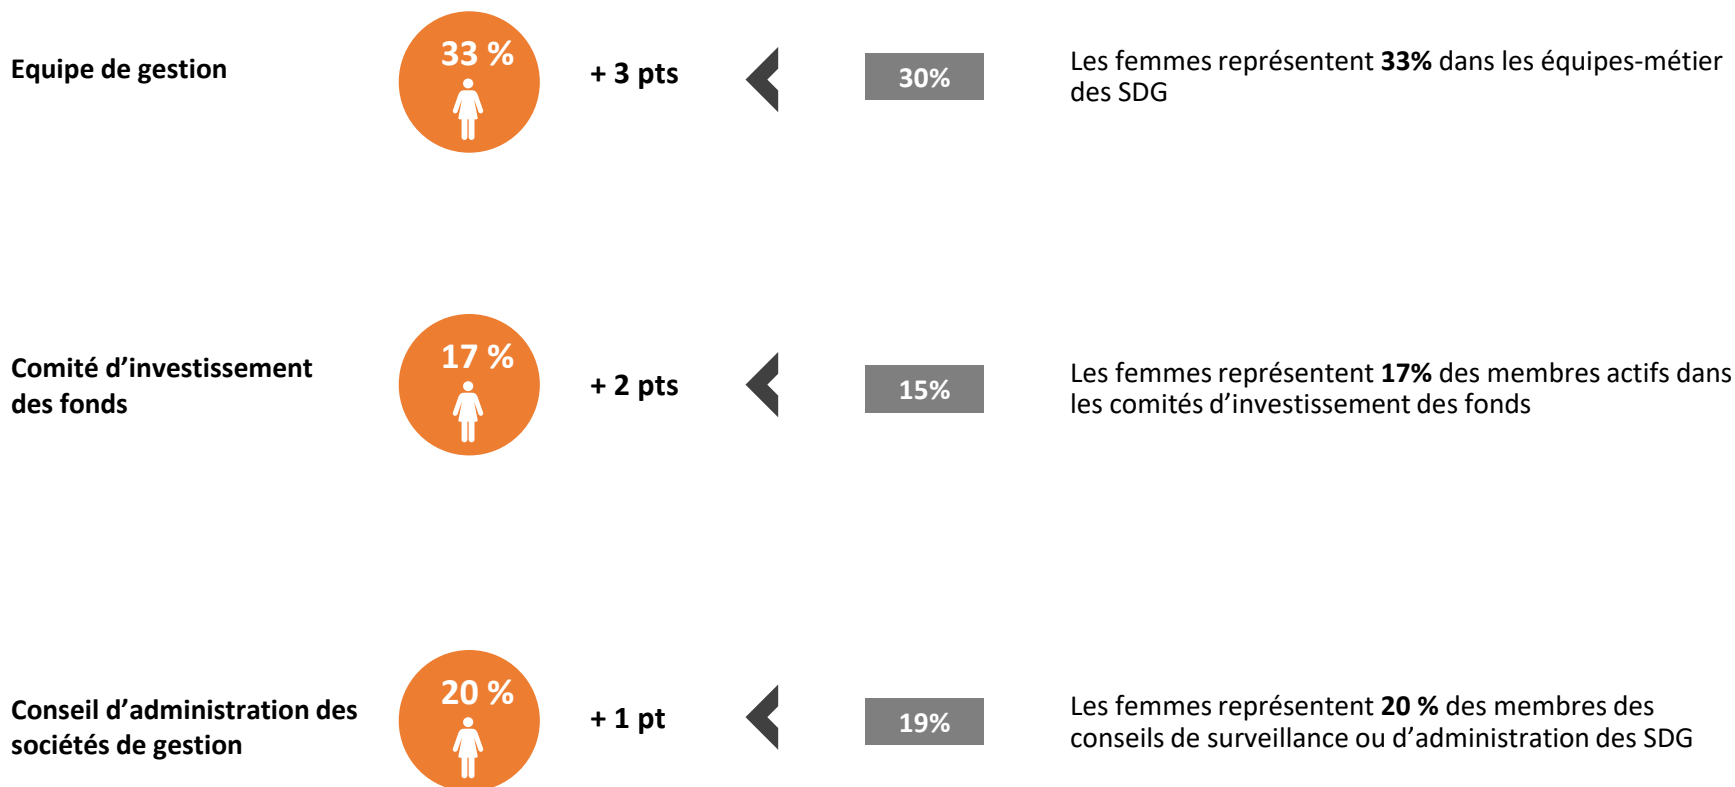 Equipe de gestion
33 %
+ 3 pts
30%
Les femmes représentent 33% dans les équipes-métier
des SDG
Comité d’investissement
des fonds
17 %
+ 2 pts
15%
Les femmes représentent 17% des membres actifs dans
les comités d’investissement des fonds
Conseil d’administration des
sociétés de gestion
20 %
+ 1 pt
19%
Les femmes représentent 20 % des membres des
conseils de surveillance ou d’administration des SDG